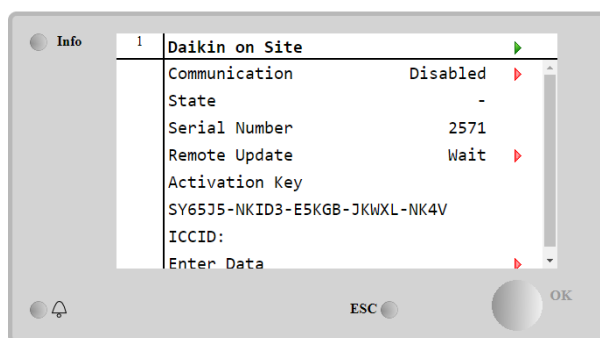 Info
1 Daikin on Site
Communication Disabled
State -
Serial Number 2571
Remote Update Wait
Activation Key
SY65J5-NKID3-E5KGB-JKWXL-NK4V
ICCID:
Enter Data
ESC
OK